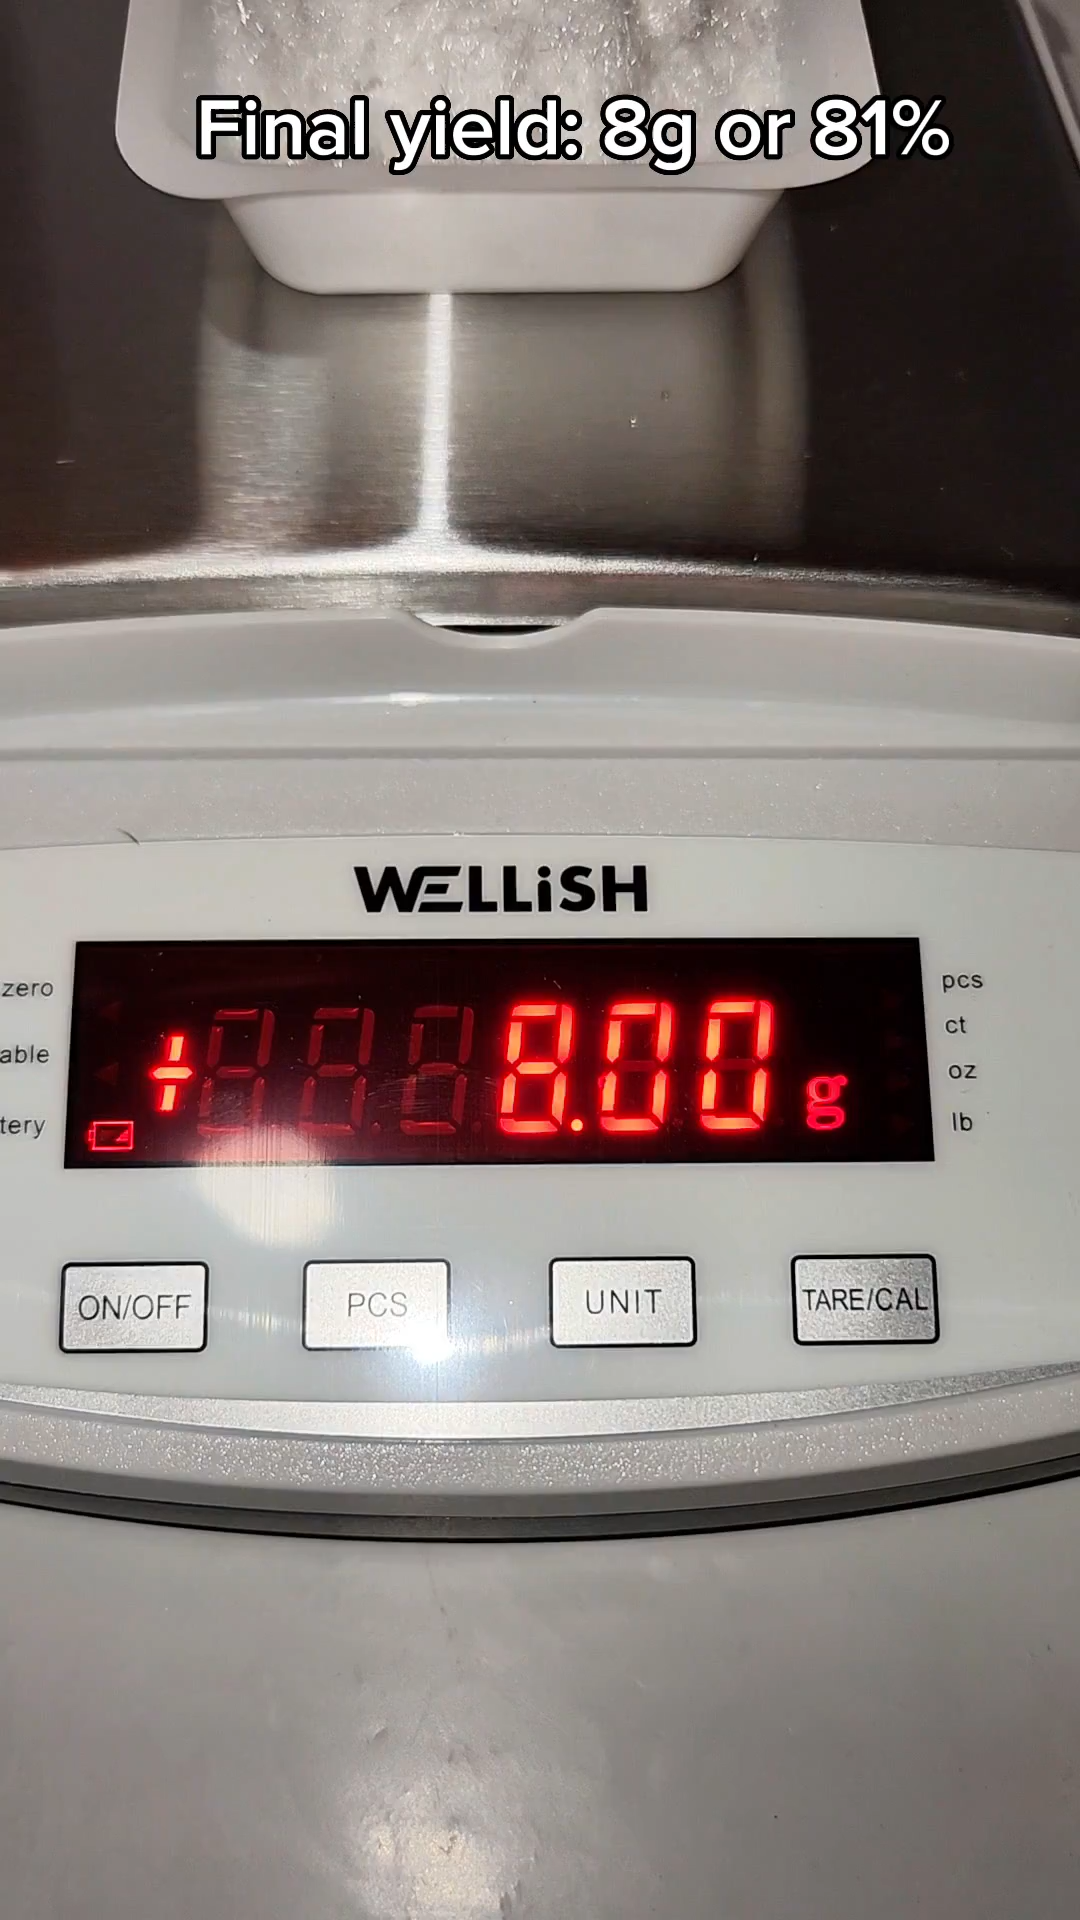 Final yield: 8g or 81%
WELLiSH
zero
able
tery
8.00 g
pcs
ct
oz
lb
ON/OFF
PCS
UNIT
TARE/CAL